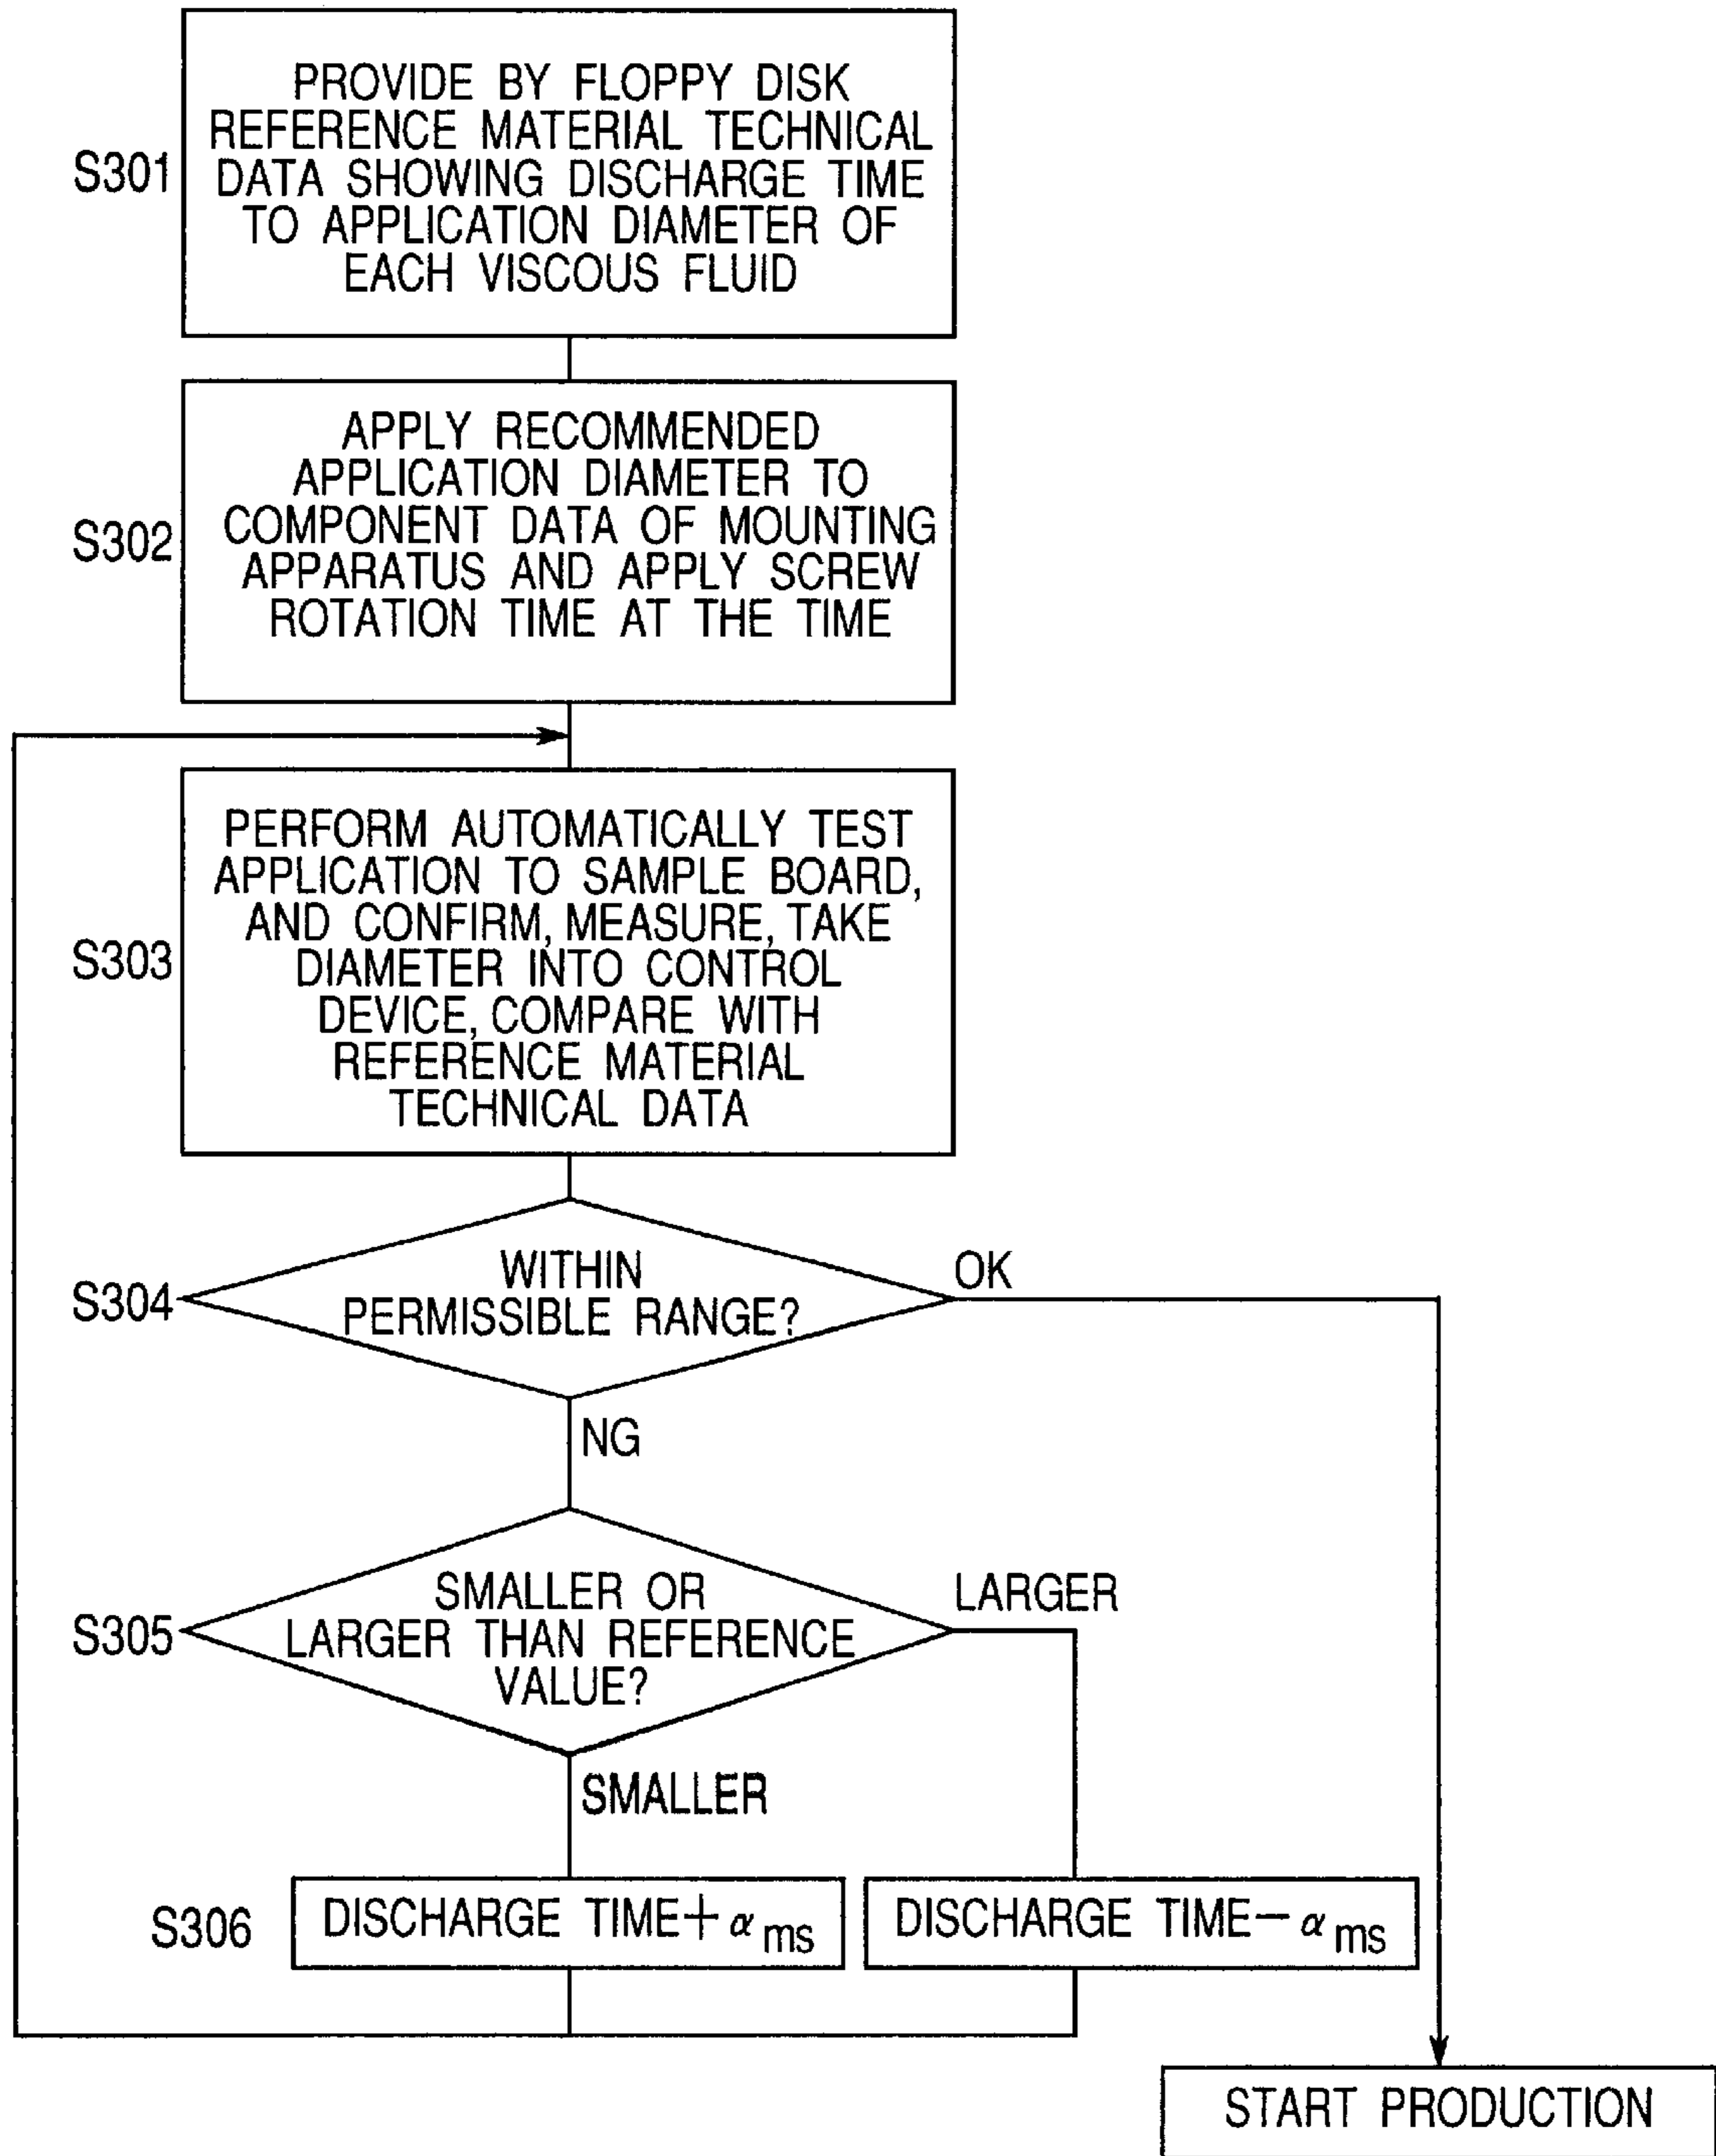 PROVIDE BY FLOPPY DISK
REFERENCE MATERIAL TECHNICAL
S301
DATA SHOWING DISCHARGE TIME
TO APPLICATION DIAMETER OF
EACH VISCOUS FLUID
APPLY RECOMMENDED
APPLICATION DIAMETER TO
S302
COMPONENT DATA OF MOUNTING
APPARATUS AND APPLY SCREW
ROTATION TIME AT THE TIME
PERFORM AUTOMATICALLY TEST
APPLICATION TO SAMPLE BOARD,
AND CONFIRM, MEASURE, TAKE
S303
DIAMETER INTO CONTROL
DEVICE, COMPARE WITH
REFERENCE MATERIAL
TECHNICAL DATA
S304
WITHIN
PERMISSIBLE RANGE?
OK
NG
S305
SMALLER OR
LARGER THAN REFERENCE
VALUE?
LARGER
SMALLER
S306
DISCHARGE TIME+αms
DISCHARGE TIME−αms
START PRODUCTION